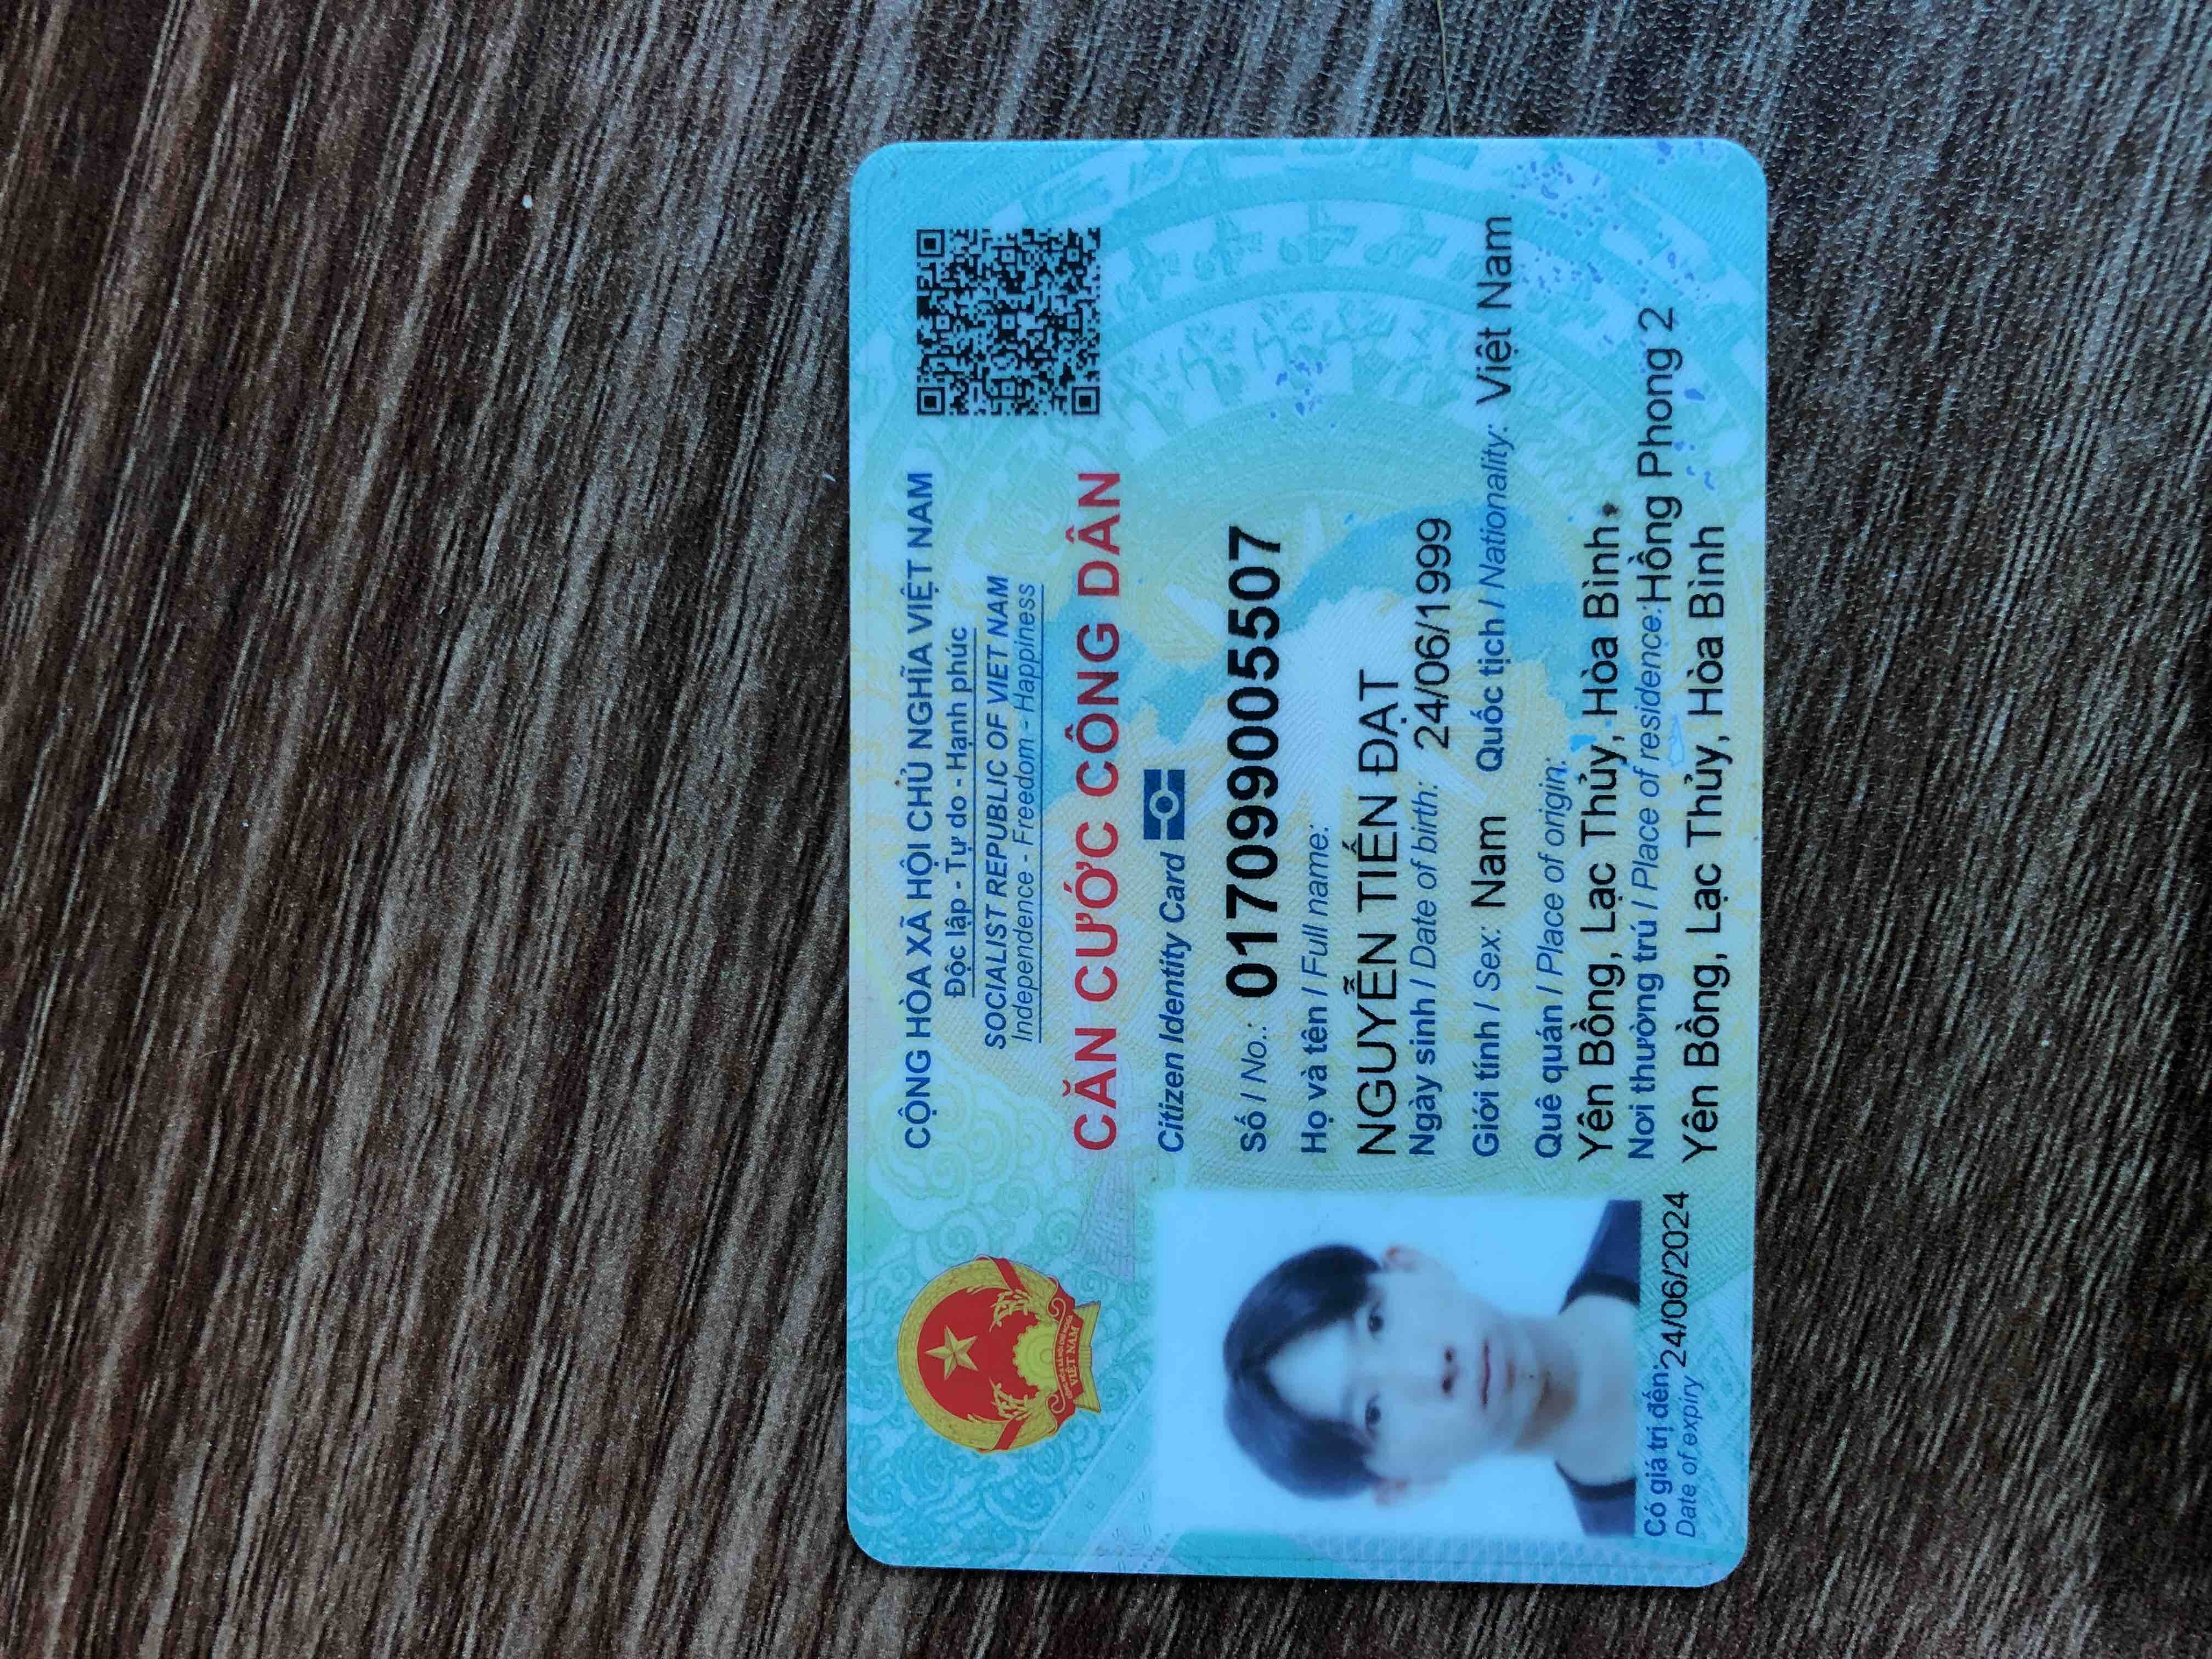 CỘNG HÒA XÃ HỘI CHỦ NGHĨA VIỆT NAM
Độc lập - Tự do - Hạnh phúc
SOCIALIST REPUBLIC OF VIET NAM
Independence - Freedom - Happiness
CĂN CƯỚC CÔNG DÂN
Citizen Identity Card
Số / No.: 017099005507
Họ và tên / Full name:
NGUYỄN TIẾN ĐẠT
Ngày sinh / Date of birth: 24/06/1999
Giới tính / Sex: Nam Quốc tịch / Nationality: Việt Nam
Quê quán / Place of origin:
Yên Bồng, Lạc Thủy, Hòa Bình
Nơi thường trú / Place of residence: Hồng Phong 2
Yên Bồng, Lạc Thủy, Hòa Bình
Có giá trị đến: 24/06/2024
Date of expiry
VIỆT NAM